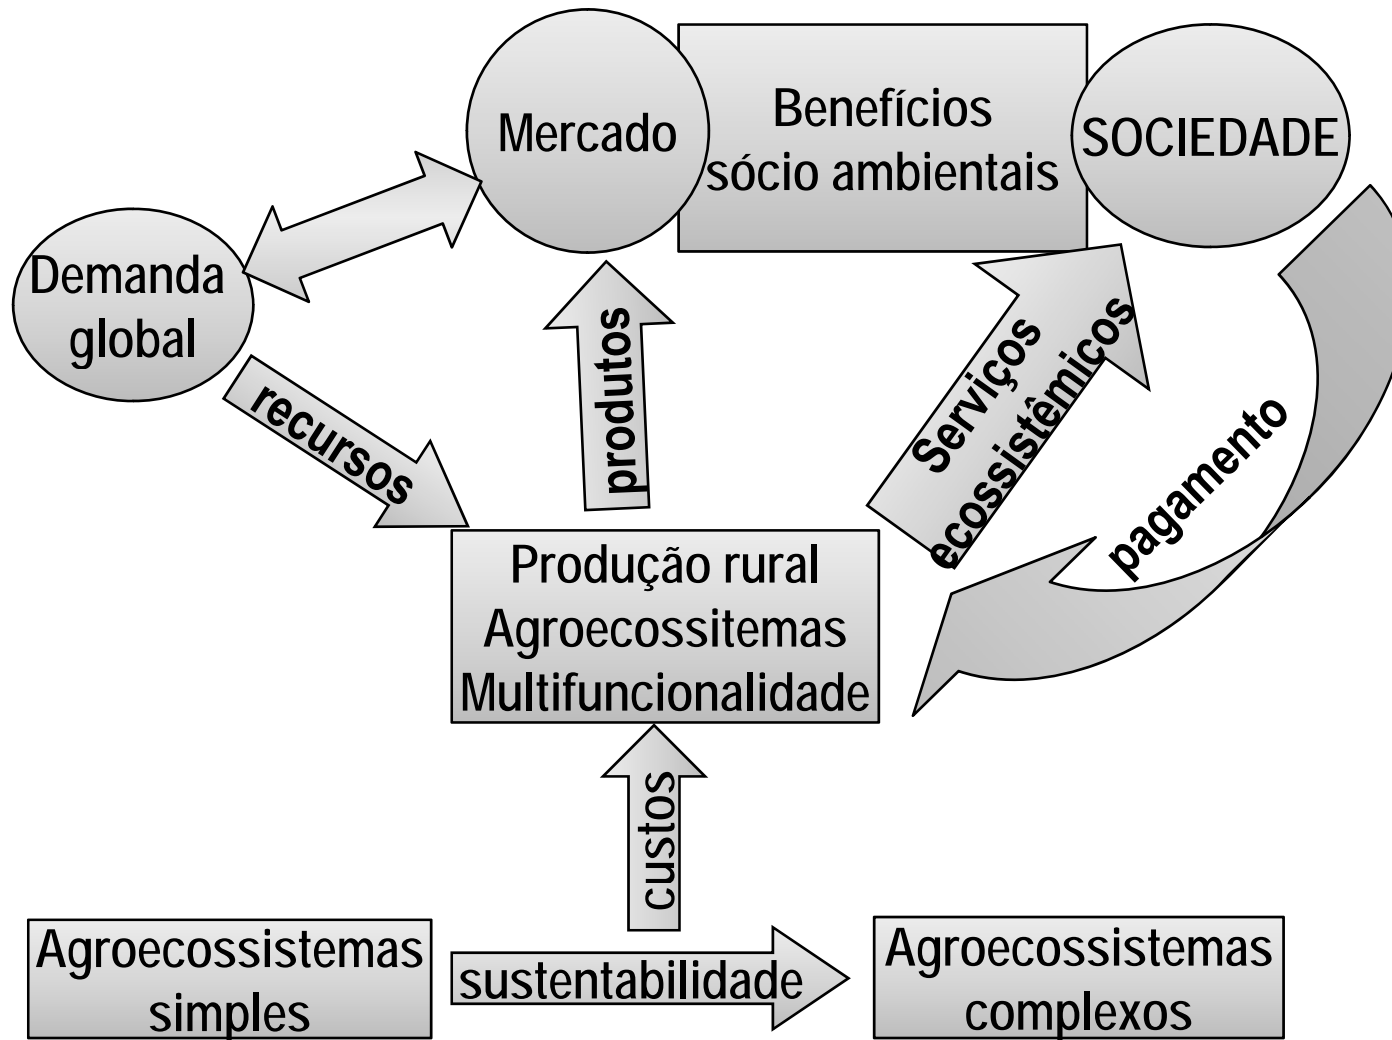 Mercado
Benefícios
sócio ambientais
SOCIEDADE
Demanda
global
recursos
produtos
Serviços
ecossistêmicos
pagamento
Produção rural
Agroecossitemas
Multifuncionalidade
custos
Agroecossistemas
simples
sustentabilidade
Agroecossistemas
complexos